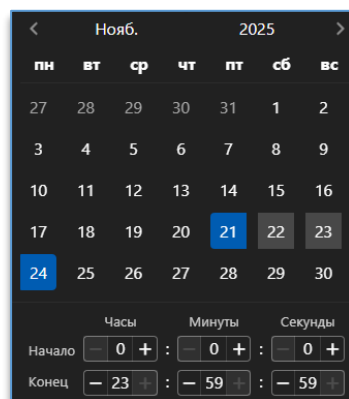 < Нояб. 2025 >
пн вт ср чт пт сб вс
27 28 29 30 31 1 2
3 4 5 6 7 8 9
10 11 12 13 14 15 16
17 18 19 20 21 22 23
24 25 26 27 28 29 30
Часы Минуты Секунды
Начало − 0 + : − 0 + : − 0 +
Конец − 23 + : − 59 + : − 59 +